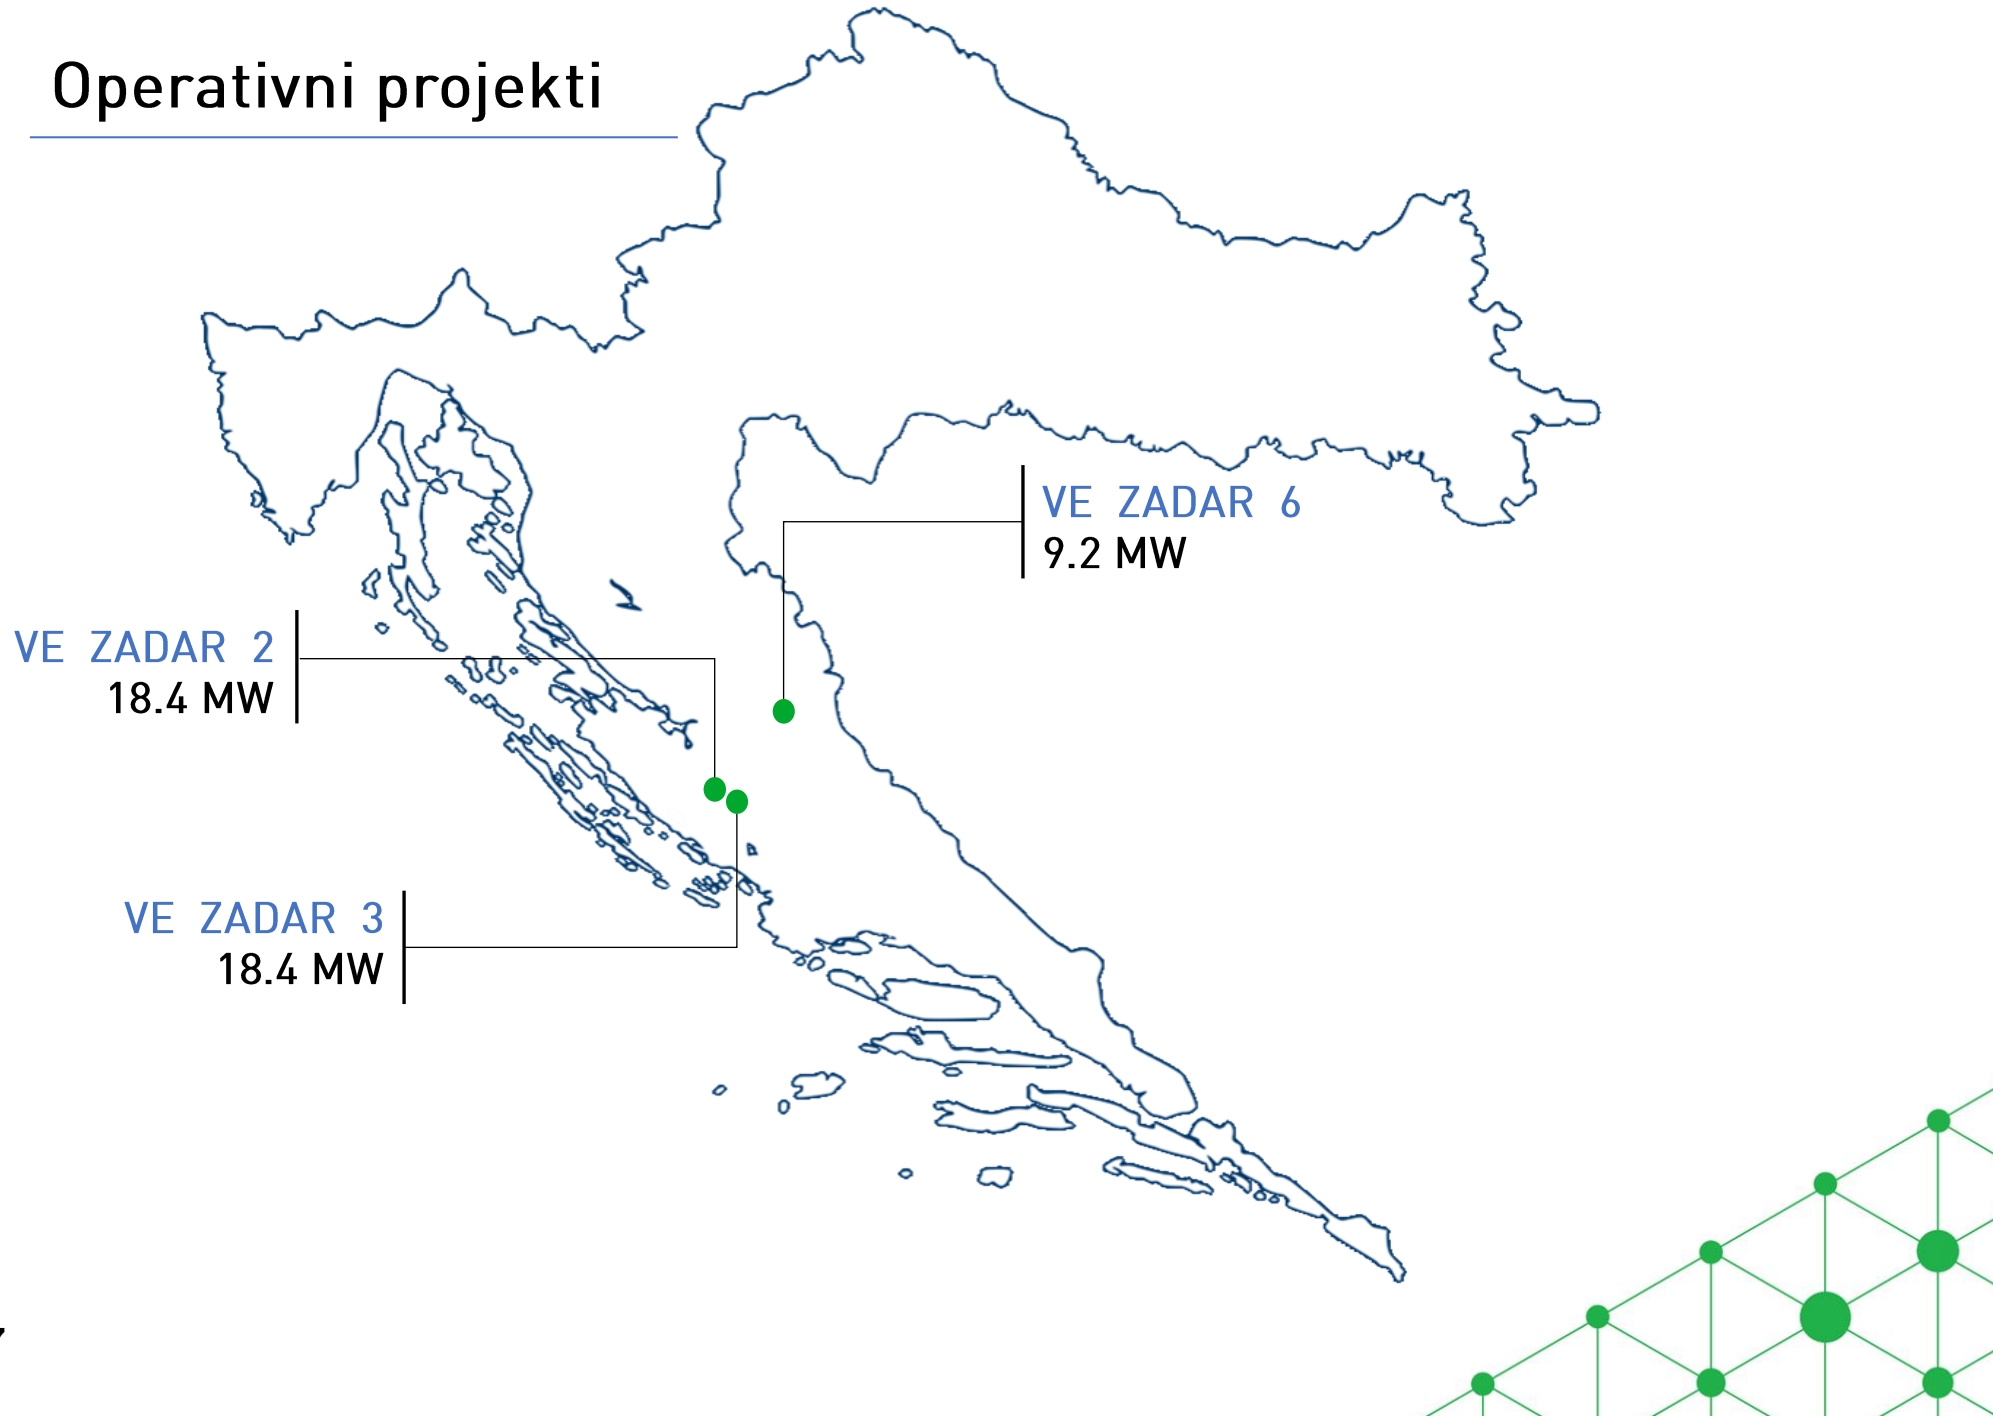 Operativni projekti
VE ZADAR 6
9.2 MW
VE ZADAR 2
18.4 MW
VE ZADAR 3
18.4 MW